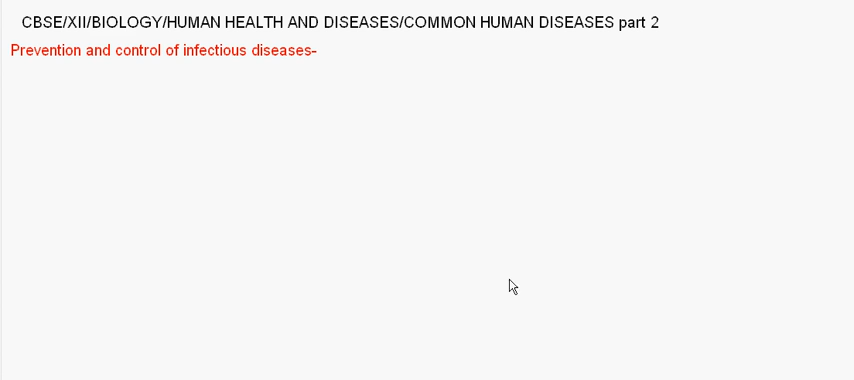 CBSE/XII/BIOLOGY/HUMAN HEALTH AND DISEASES/COMMON HUMAN DISEASES part 2
Prevention and control of infectious diseases-